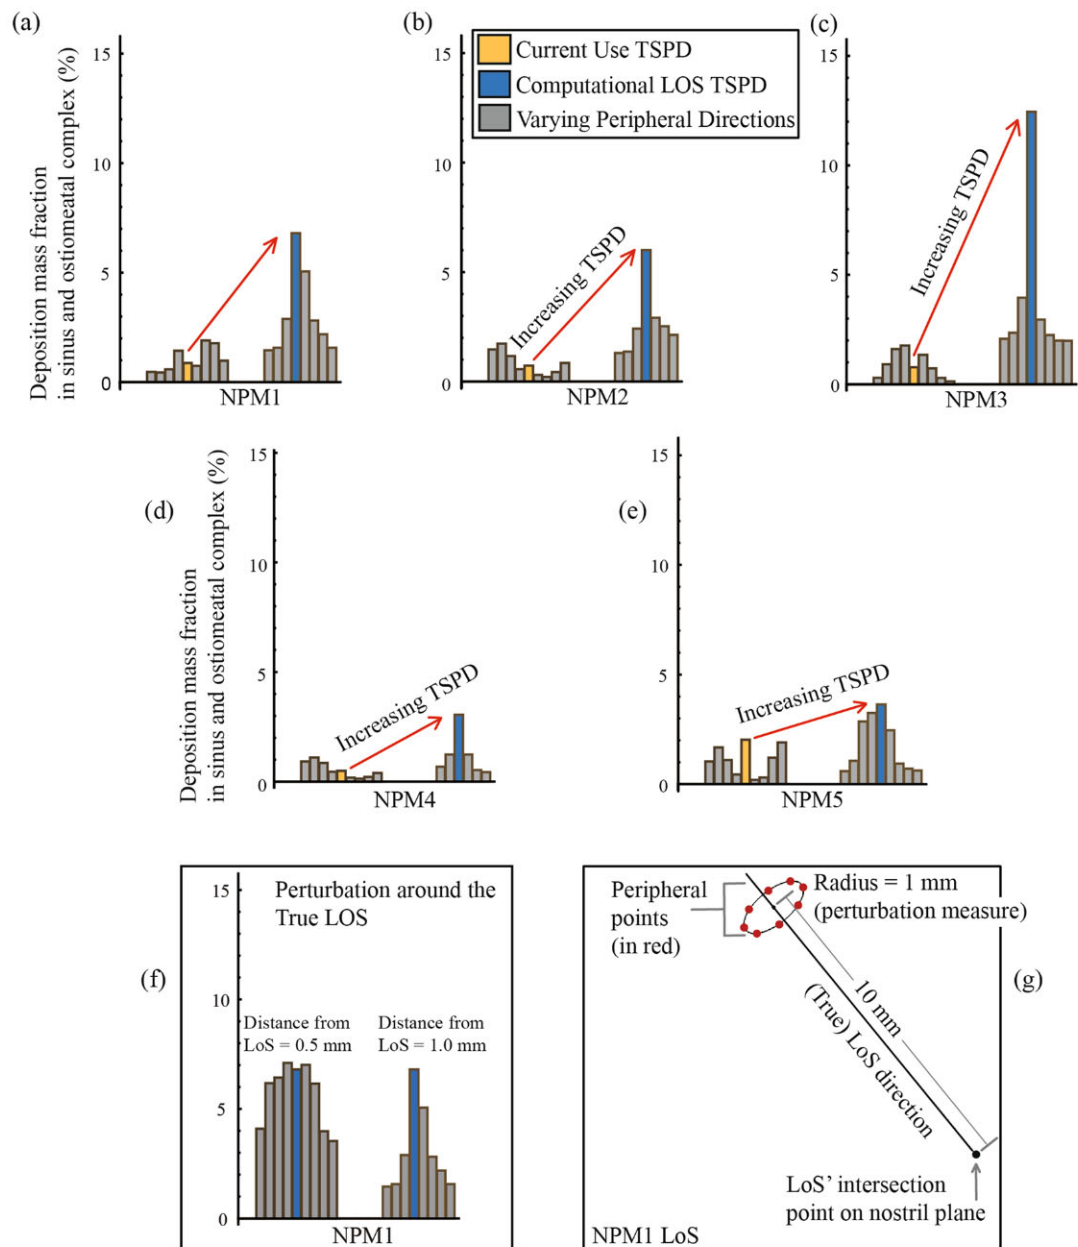 (a)
Deposition mass fraction
in sinus and ostiomeatal complex (%)
15
10
5
0
NPM1
(b)
Current Use TSPD
Computational LOS TSPD
Varying Peripheral Directions
15
10
5
0
Increasing TSPD
NPM2
(c)
15
10
5
0
Increasing TSPD
NPM3
(d)
Deposition mass fraction
in sinus and ostiomeatal complex (%)
15
10
5
0
Increasing TSPD
NPM4
(e)
15
10
5
0
Increasing TSPD
NPM5
(f)
Perturbation around the
True LOS
15
10
5
0
Distance from
LoS = 0.5 mm
Distance from
LoS = 1.0 mm
NPM1
(g)
Peripheral
points
(in red)
Radius = 1 mm
(perturbation measure)
10 mm
(True) LoS direction
LoS’ intersection
point on nostril plane
NPM1 LoS